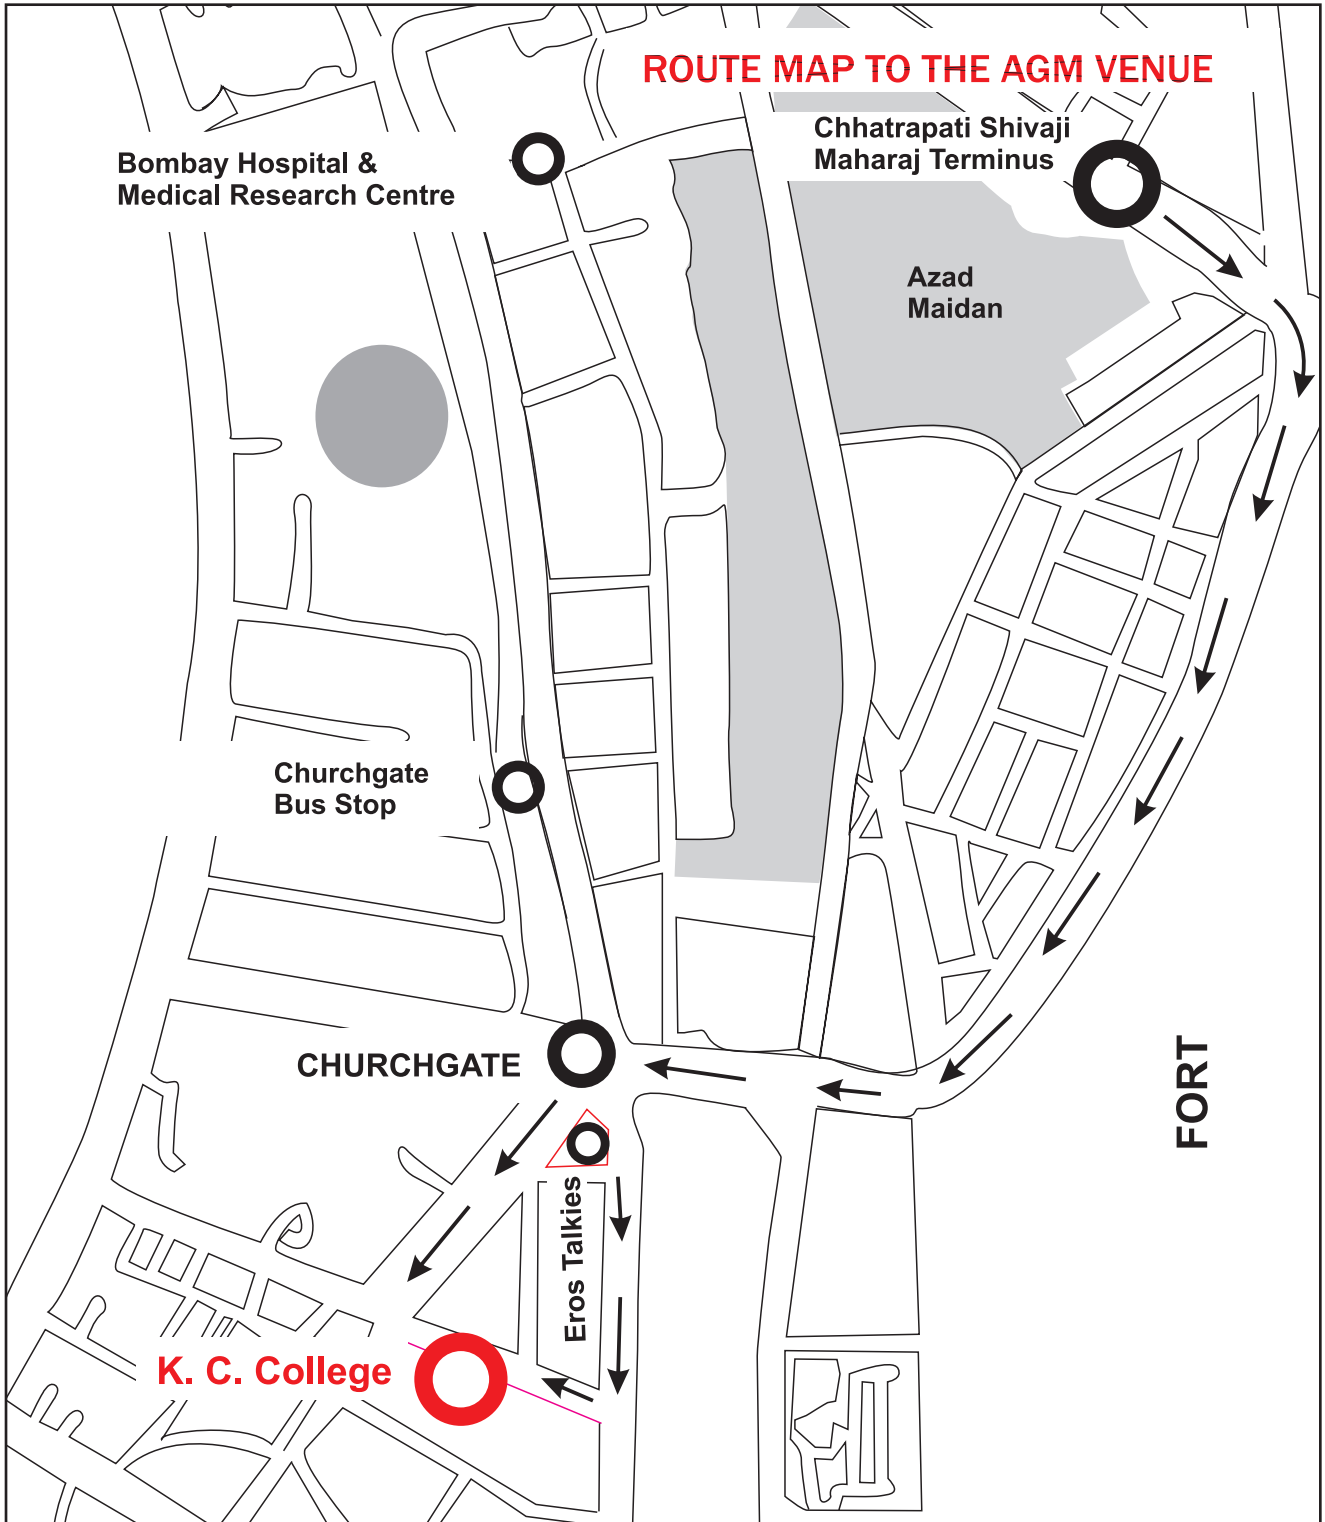 ROUTE MAP TO THE AGM VENUE
Chhatrapati Shivaji
Maharaj Terminus
Bombay Hospital &
Medical Research Centre
Azad
Maidan
Churchgate
Bus Stop
CHURCHGATE
FORT
Eros Talkies
K. C. College